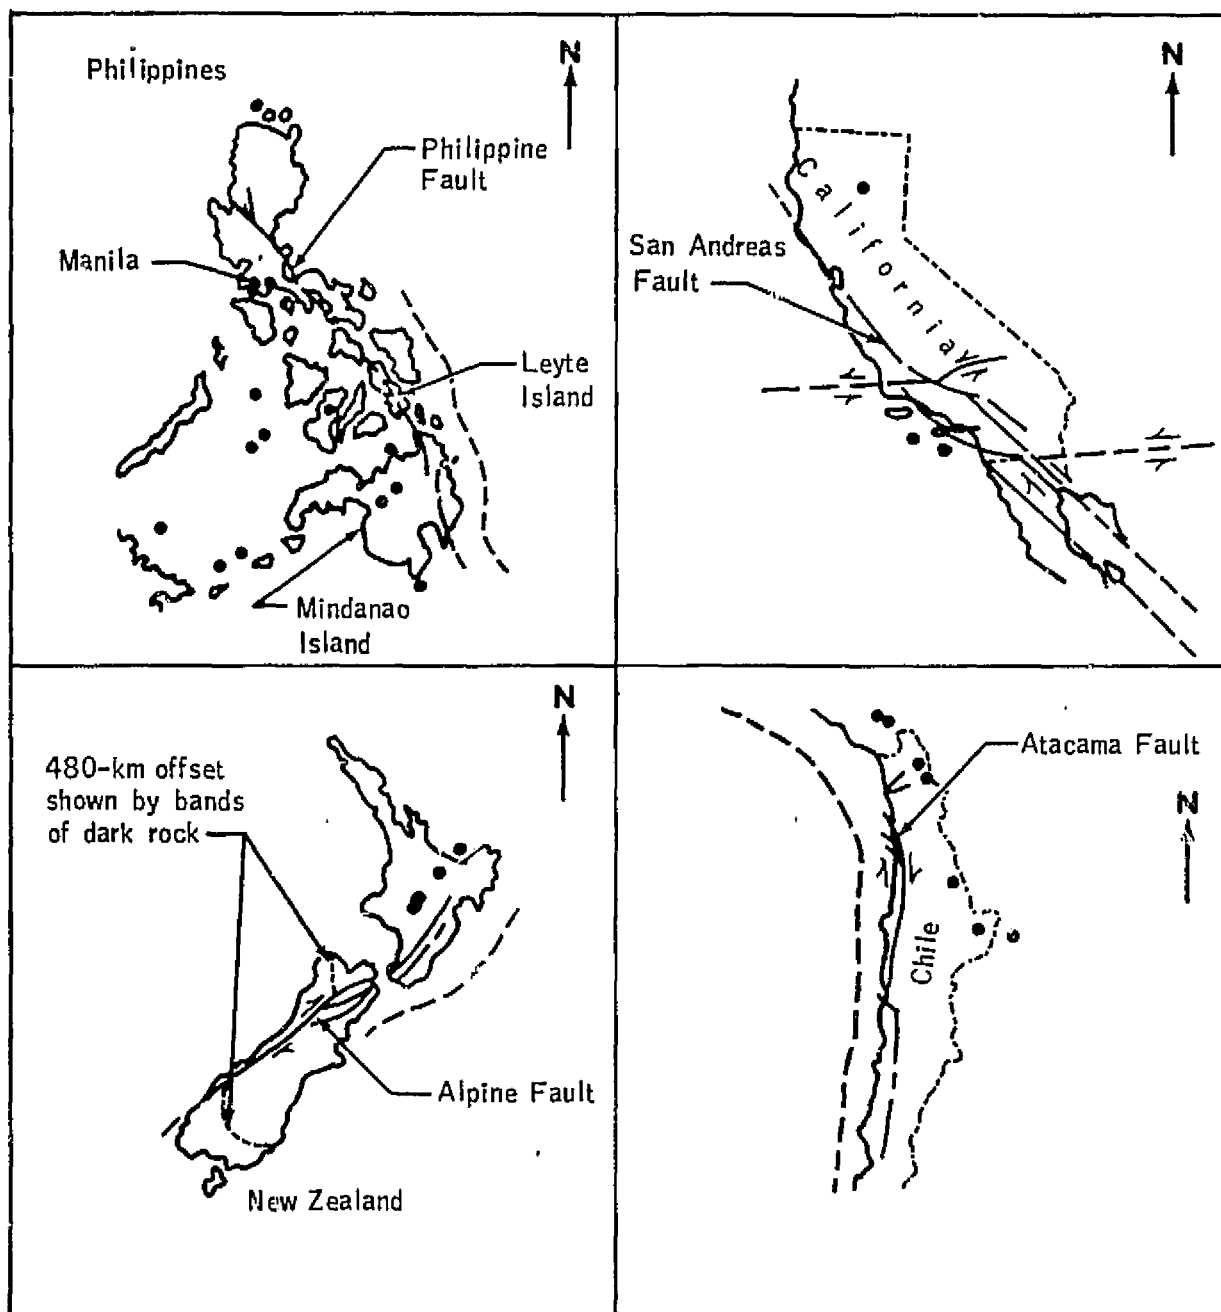 Philippines
N
Philippine
Fault
Manila
Leyte
Island
Mindanao
Island
N
California
San Andreas
Fault
N
480-km offset
shown by bands
of dark rock
Alpine Fault
New Zealand
Atacama Fault
N
Chile